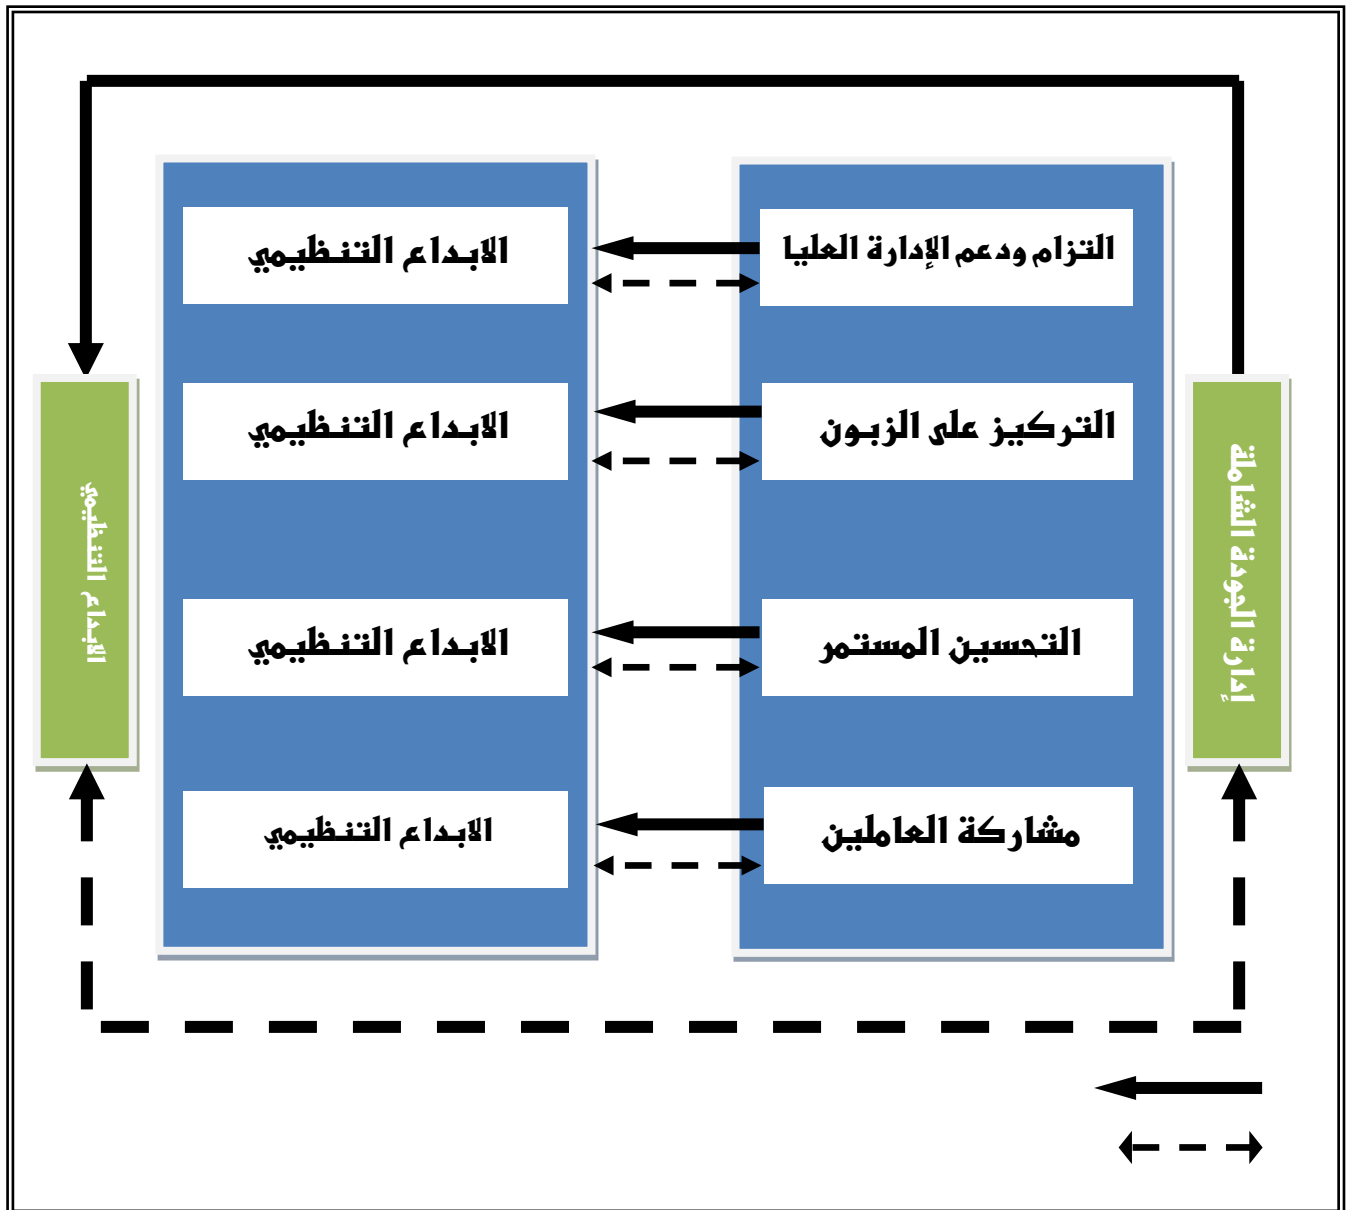 إدارة الجودة الشاملة
التزام ودعم الإدارة العليا
الابداع التنظيمي
التركيز على الزبون
الابداع التنظيمي
التحسين المستمر
الابداع التنظيمي
مشاركة العاملين
الابداع التنظيمي
الابداع التنظيمي